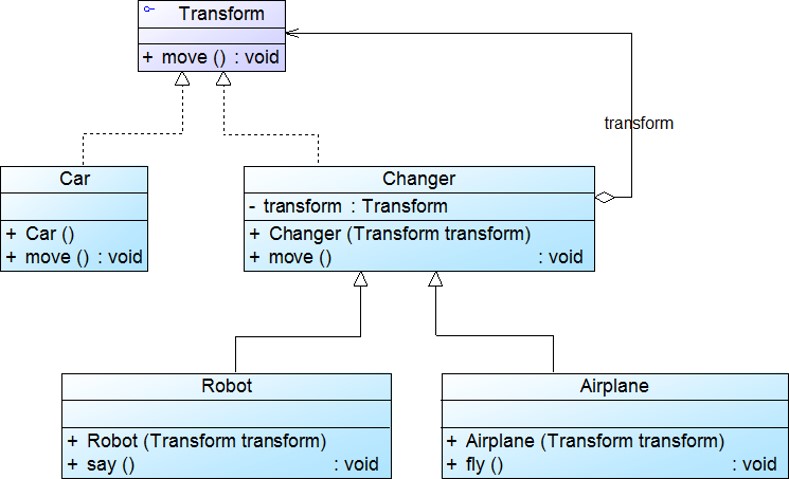 Transform
+ move () : void
transform
Car
+ Car ()
+ move () : void
Changer
- transform : Transform
+ Changer (Transform transform)
+ move () : void
Robot
+ Robot (Transform transform)
+ say () : void
Airplane
+ Airplane (Transform transform)
+ fly () : void